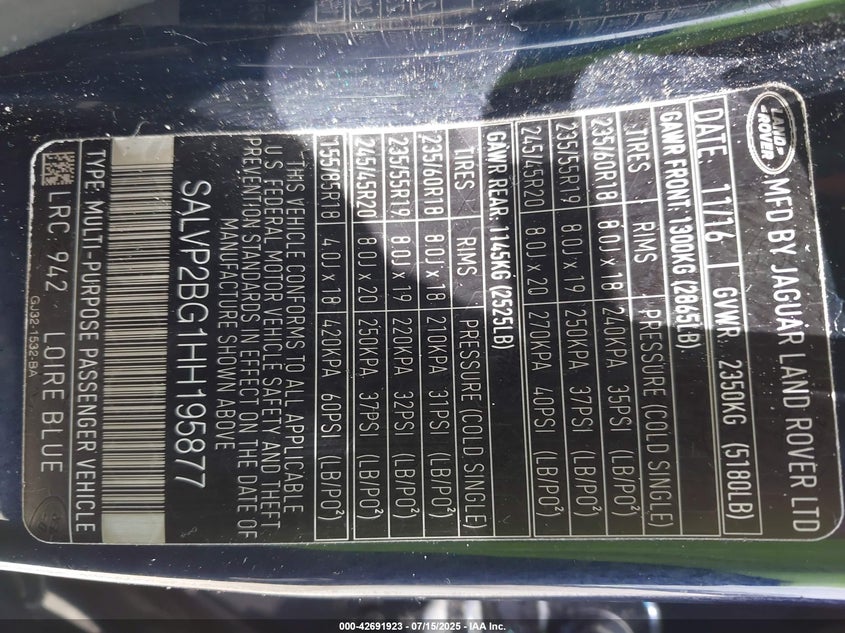 LAND
ROVER
MFD BY JAGUAR LAND ROVER LTD
DATE: 11/16 GVWR: 2350KG (5180LB)
GAWR FRONT: 1300KG (2865LB)
TIRES RIMS PRESSURE (COLD SINGLE)
235/60R18 8.0J x 18 240KPA 35PSI (LB/PO²)
235/55R19 8.0J x 19 250KPA 37PSI (LB/PO²)
245/45R20 8.0J x 20 270KPA 40PSI (LB/PO²)
GAWR REAR: 1145KG (2525LB)
TIRES RIMS PRESSURE (COLD SINGLE)
235/60R18 8.0J x 18 210KPA 31PSI (LB/PO²)
235/55R19 8.0J x 19 220KPA 32PSI (LB/PO²)
245/45R20 8.0J x 20 250KPA 37PSI (LB/PO²)
155/85R18 4.0J x 18 420KPA 60PSI (LB/PO²)
THIS VEHICLE CONFORMS TO ALL APPLICABLE
U.S FEDERAL MOTOR VEHICLE SAFETY AND THEFT
PREVENTION STANDARDS IN EFFECT ON THE DATE OF
MANUFACTURE SHOWN ABOVE
SALVP2BG1HH195877
TYPE: MULTI-PURPOSE PASSENGER VEHICLE
LRC: 942 LOIRE BLUE
GJ32-1532-BA
000-42691923 - 07/15/2025 - IAA Inc.